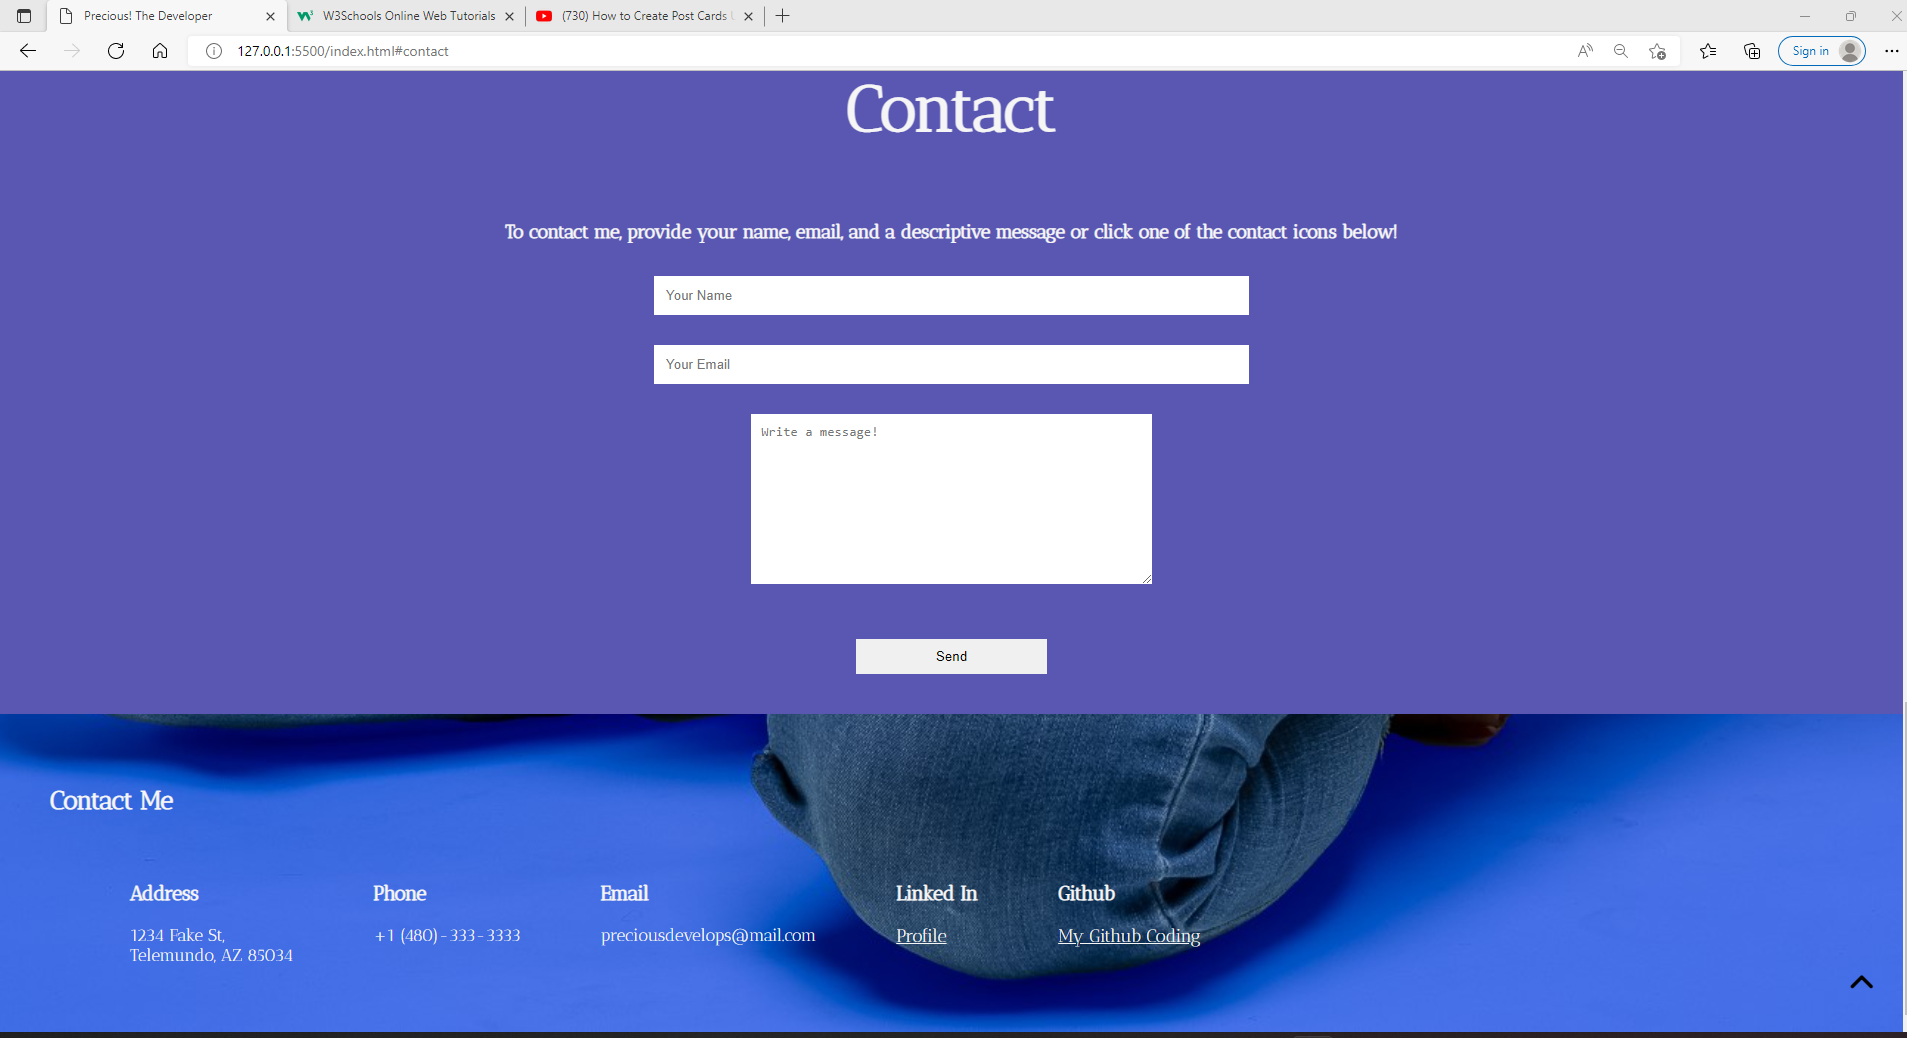 Precious! The Developer
W3Schools Online Web Tutorials
(730) How to Create Post Cards
127.0.0.1:5500/index.html#contact
Sign in
Contact
To contact me, provide your name, email, and a descriptive message or click one of the contact icons below!
Your Name
Your Email
Write a message!
Send
Contact Me
Address
Phone
Email
Linked In
Github
1234 Fake St,
Telemundo, AZ 85034
+1 (480)-333-3333
preciousdevelops@mail.com
Profile
My Github Coding